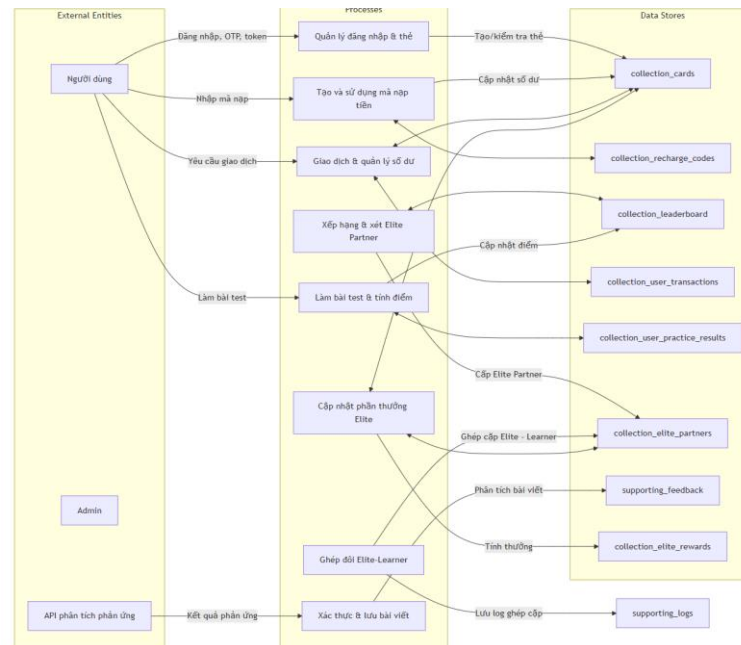 External Entities
Processes
Data Stores
Người dùng
Đăng nhập, OTP, token
Quản lý đăng nhập & thẻ
Tạo/kiểm tra thẻ
collection_cards
Nhập mã nạp
Tạo và sử dụng mã nạp
tiền
Cập nhật số dư
Yêu cầu giao dịch
Giao dịch & quản lý số dư
collection_recharge_codes
Xếp hạng & xét Elite
Partner
collection_leaderboard
Cập nhật điểm
collection_user_transactions
Làm bài test
Làm bài test & tính điểm
collection_user_practice_results
Cấp Elite Partner
Cập nhật phần thưởng
Elite
Ghép cặp Elite - Learner
collection_elite_partners
Phân tích bài viết
supporting_feedback
Admin
Tính thưởng
collection_elite_rewards
Ghép đôi Elite-Learner
API phân tích phản ứng
Kết quả phản ứng
Xác thực & lưu bài viết
Lưu log ghép cặp
supporting_logs